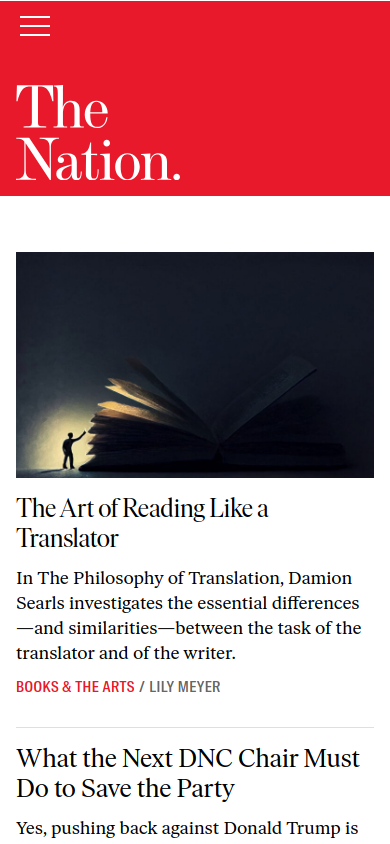 The
Nation.
The Art of Reading Like a
Translator
In The Philosophy of Translation, Damion
Searls investigates the essential differences
—and similarities—between the task of the
translator and of the writer.
BOOKS & THE ARTS / LILY MEYER
What the Next DNC Chair Must
Do to Save the Party
Yes, pushing back against Donald Trump is